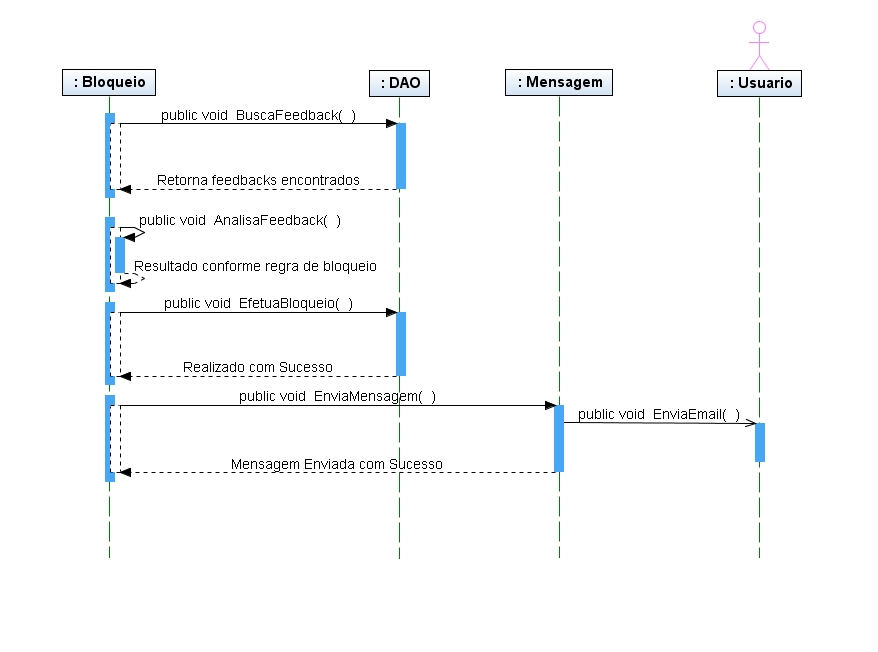 : Bloqueio
: DAO
: Mensagem
: Usuario
public void BuscaFeedback( )
Retorna feedbacks encontrados
public void AnalisaFeedback( )
Resultado conforme regra de bloqueio
public void EfetuaBloqueio( )
Realizado com Sucesso
public void EnviaMensagem( )
public void EnviaEmail( )
Mensagem Enviada com Sucesso